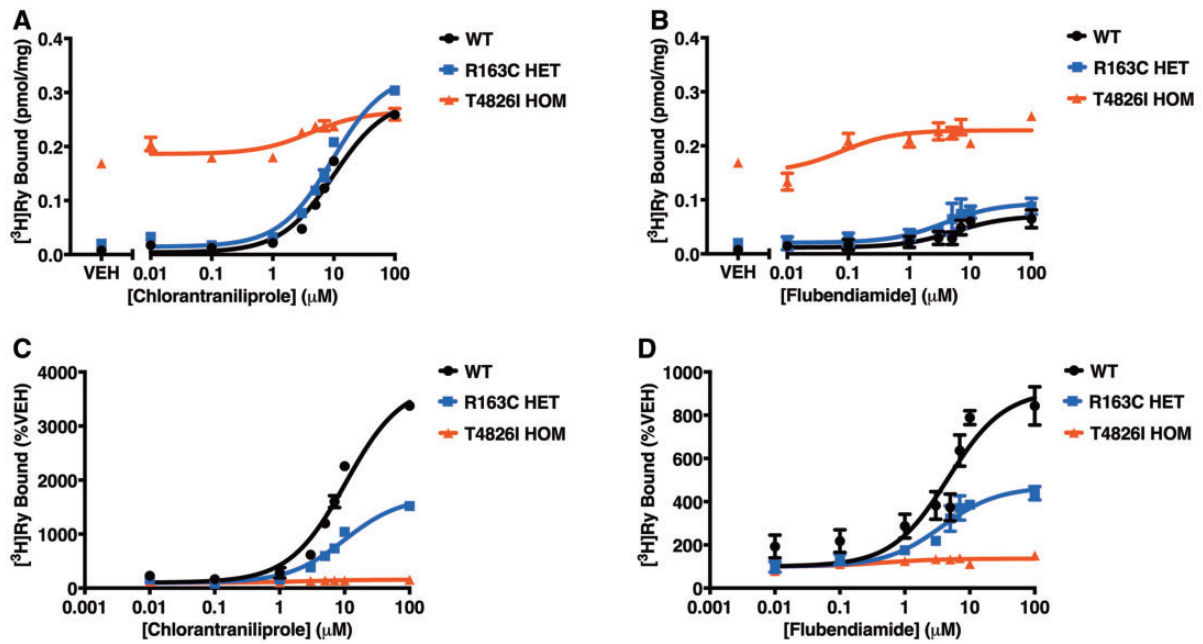 A
[³H]Ry Bound (pmol/mg)
0.4
0.3
0.2
0.1
0.0
VEH
0.01
0.1
1
10
100
[Chlorantraniliprole] (μM)
WT
R163C HET
T4826I HOM
B
[³H]Ry Bound (pmol/mg)
0.4
0.3
0.2
0.1
0.0
VEH
0.01
0.1
1
10
100
[Flubendiamide] (μM)
WT
R163C HET
T4826I HOM
C
[³H]Ry Bound (%VEH)
4000
3000
2000
1000
0
0.001
0.01
0.1
1
10
100
[Chlorantraniliprole] (μM)
WT
R163C HET
T4826I HOM
D
[³H]Ry Bound (%VEH)
1000
800
600
400
200
0
0.001
0.01
0.1
1
10
100
[Flubendiamide] (μM)
WT
R163C HET
T4826I HOM